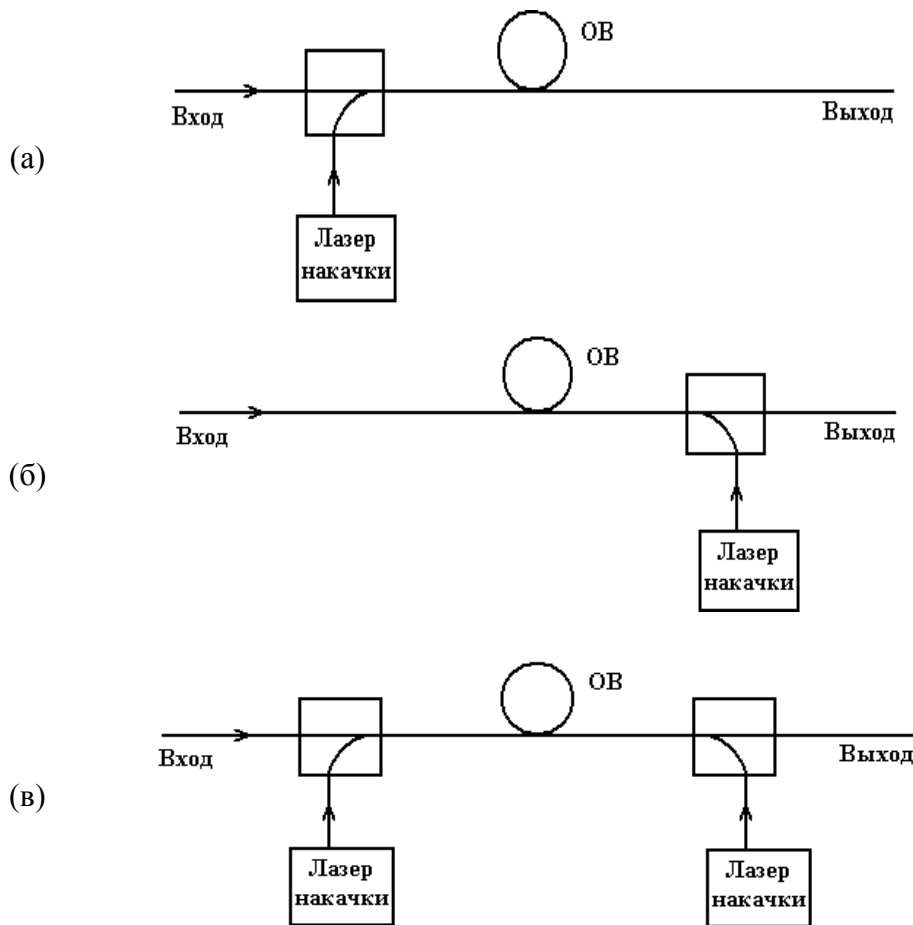 ОВ
Вход
Выход
(а)
Лазер
накачки
ОВ
Вход
Выход
(б)
Лазер
накачки
ОВ
Вход
Выход
(в)
Лазер
накачки
Лазер
накачки